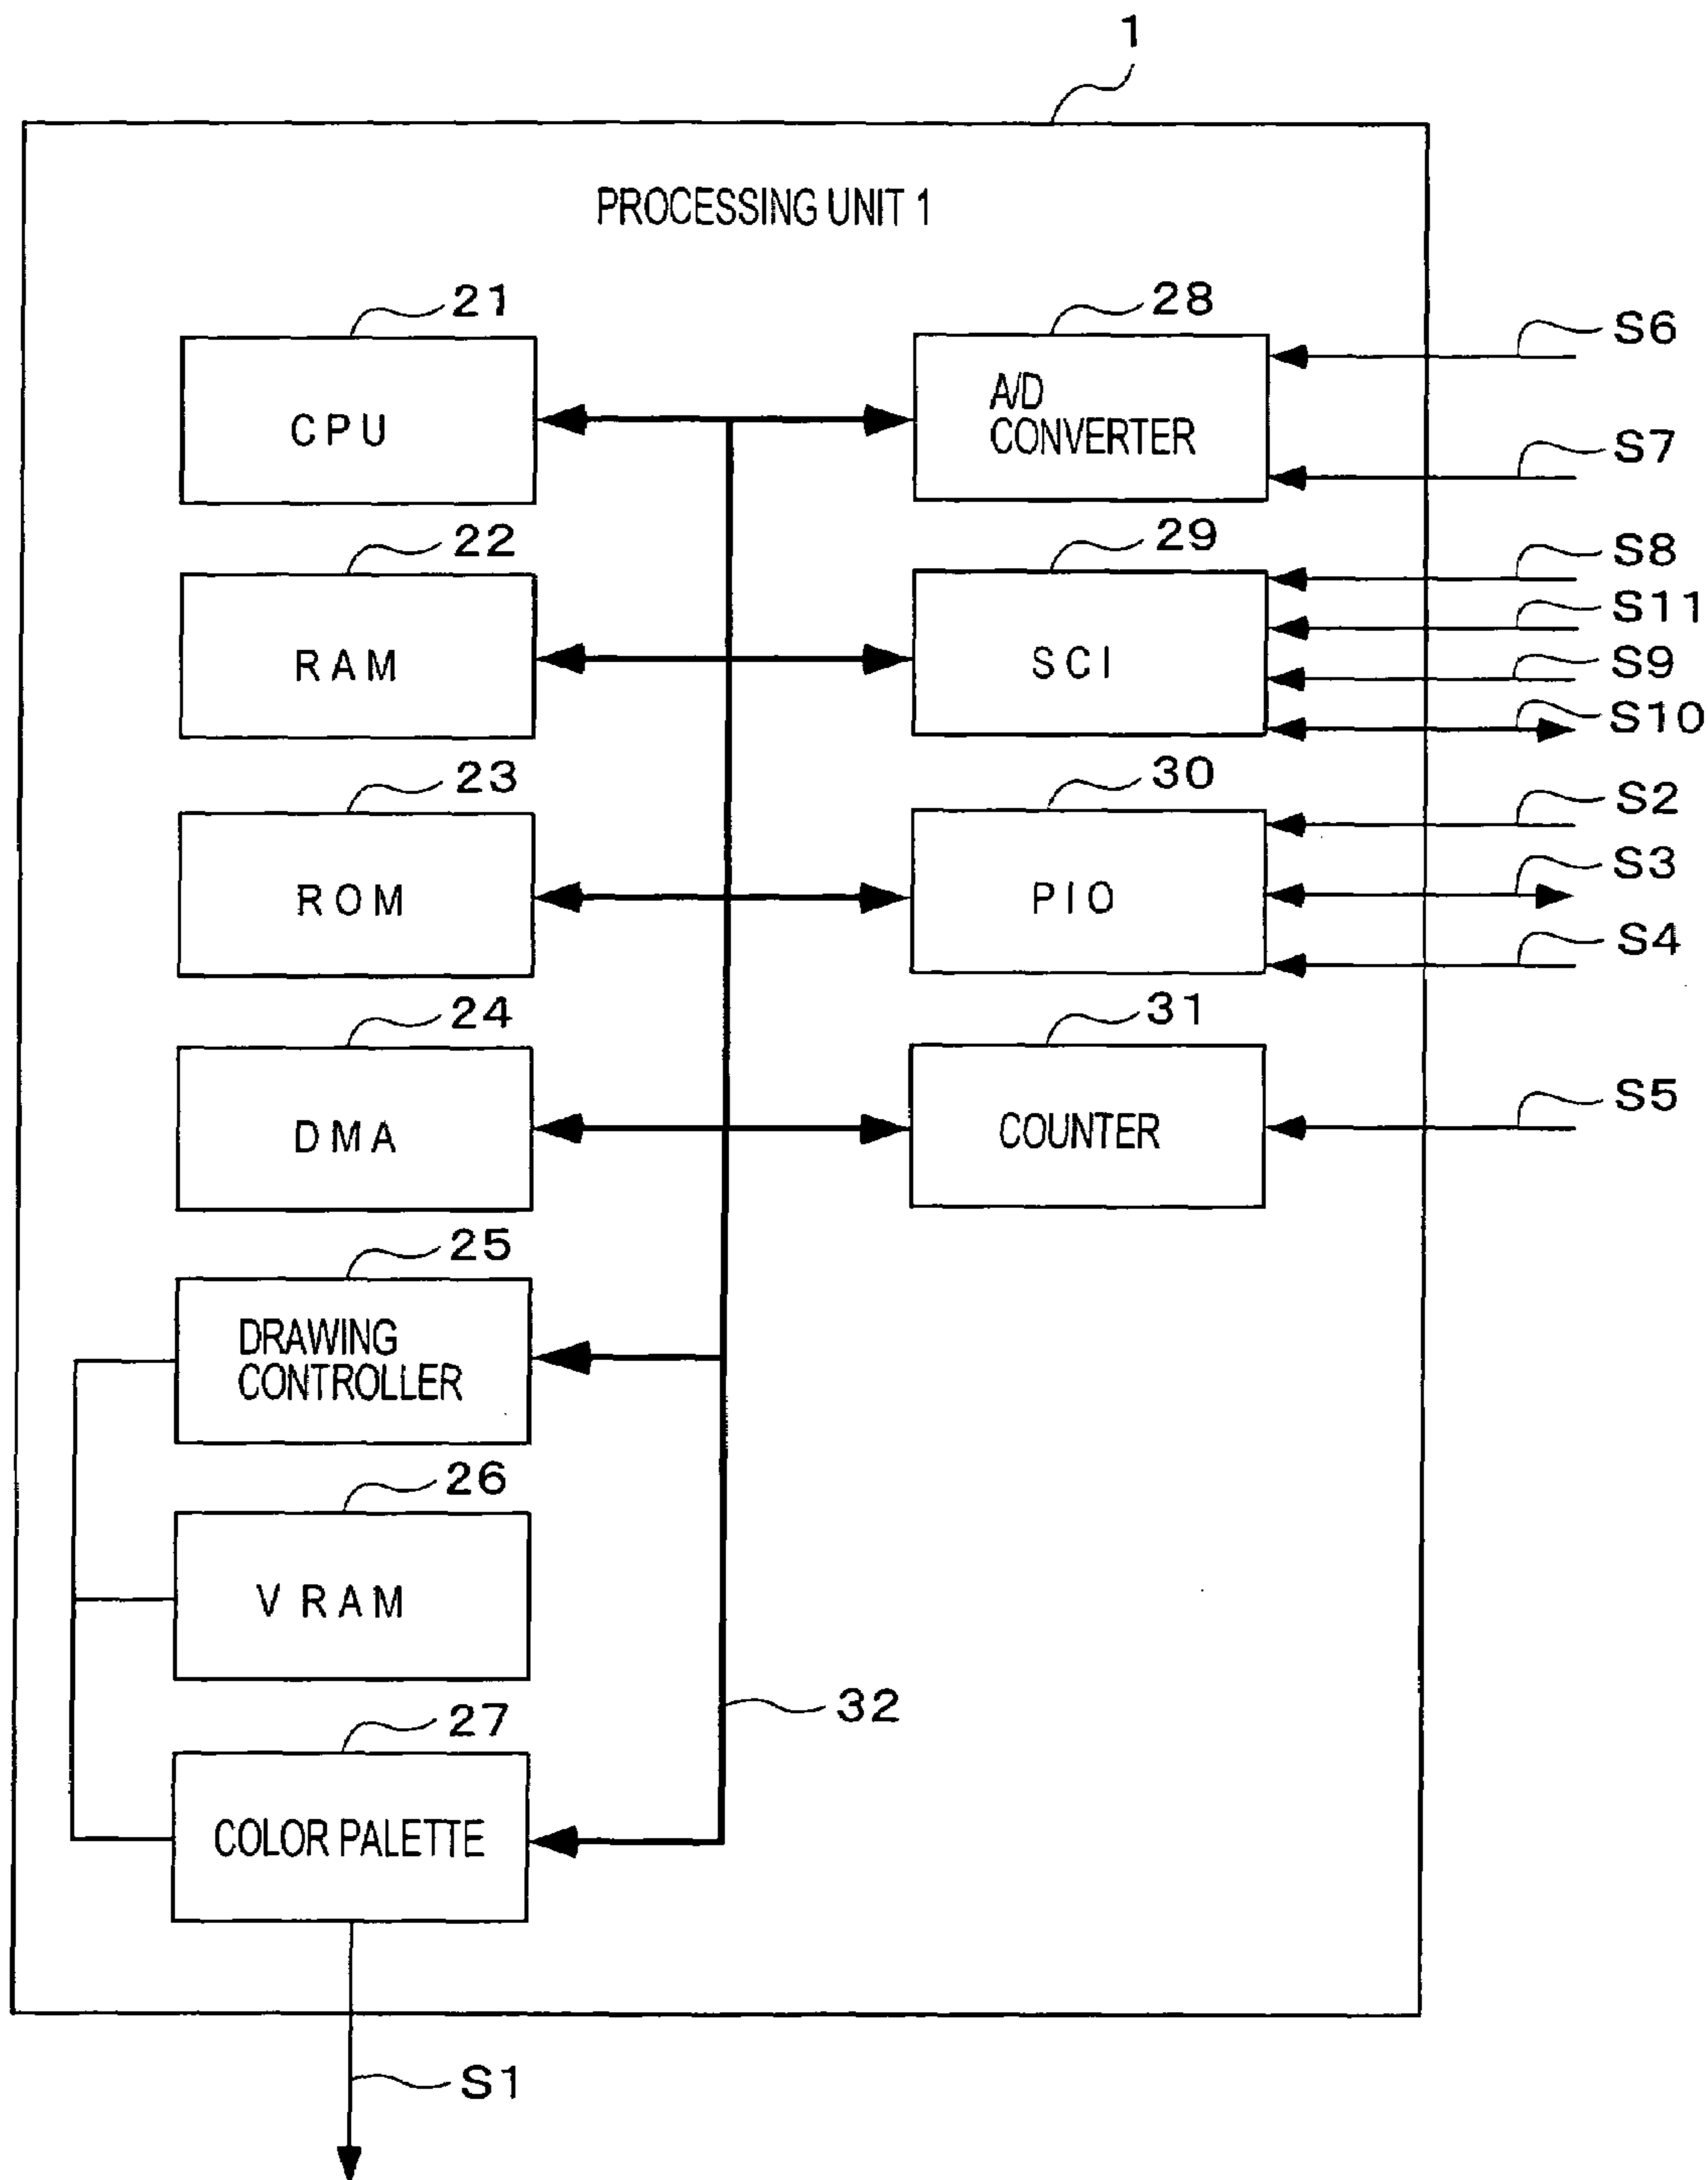 1
PROCESSING UNIT 1
21
CPU
28
A/D
CONVERTER
S6
S7
22
RAM
29
SCI
S8
S11
S9
S10
23
ROM
30
PIO
S2
S3
S4
24
DMA
31
COUNTER
S5
25
DRAWING
CONTROLLER
26
VRAM
27
COLOR PALETTE
32
S1